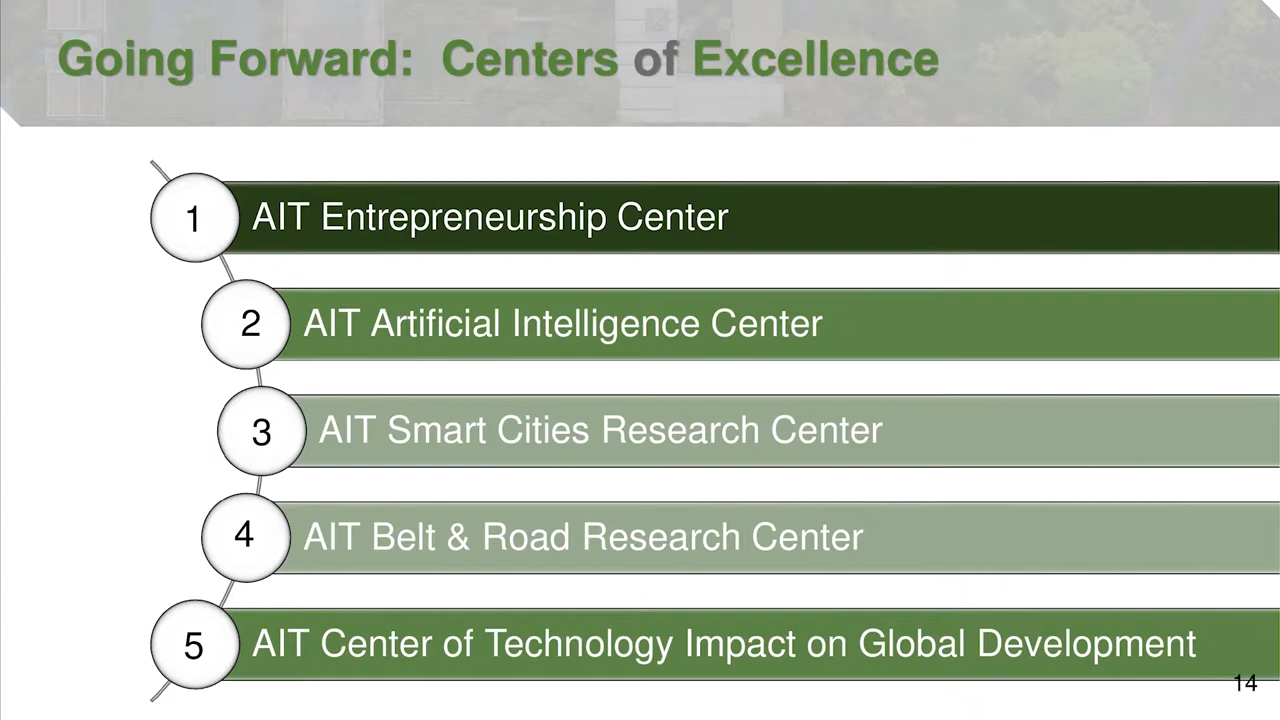 Going Forward: Centers of Excellence
1 AIT Entrepreneurship Center
2 AIT Artificial Intelligence Center
3 AIT Smart Cities Research Center
4 AIT Belt & Road Research Center
5 AIT Center of Technology Impact on Global Development
14